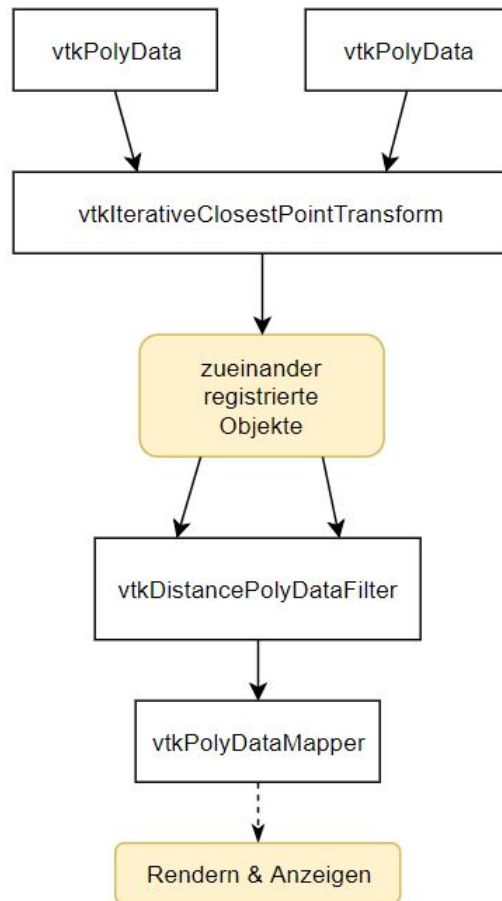 vtkPolyData
vtkPolyData
vtkIterativeClosestPointTransform
zueinander
registrierte
Objekte
vtkDistancePolyDataFilter
vtkPolyDataMapper
Rendern & Anzeigen